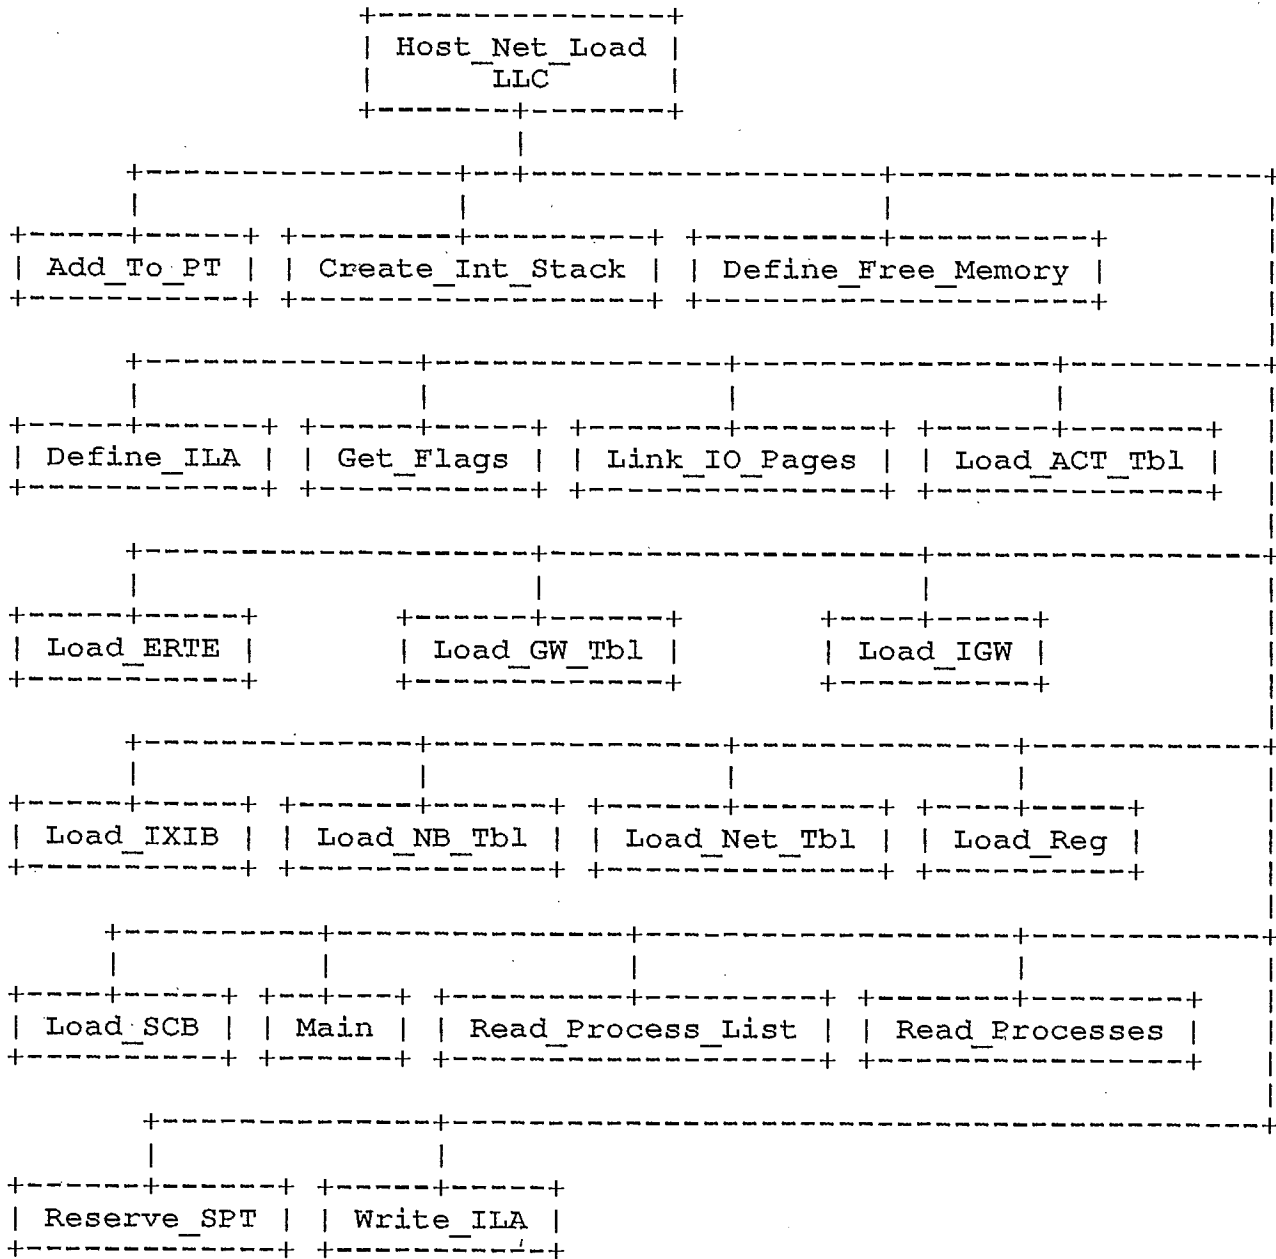 Host_Net_Load
LLC
Add_To_PT Create_Int_Stack Define_Free_Memory
Define_ILA Get_Flags Link_IO_Pages Load_ACT_Tbl
Load_ERTE Load_GW_Tbl Load_IGW
Load_IXIB Load_NB_Tbl Load_Net_Tbl Load_Reg
Load_SCB Main Read_Process_List Read_Processes
Reserve_SPT Write_ILA